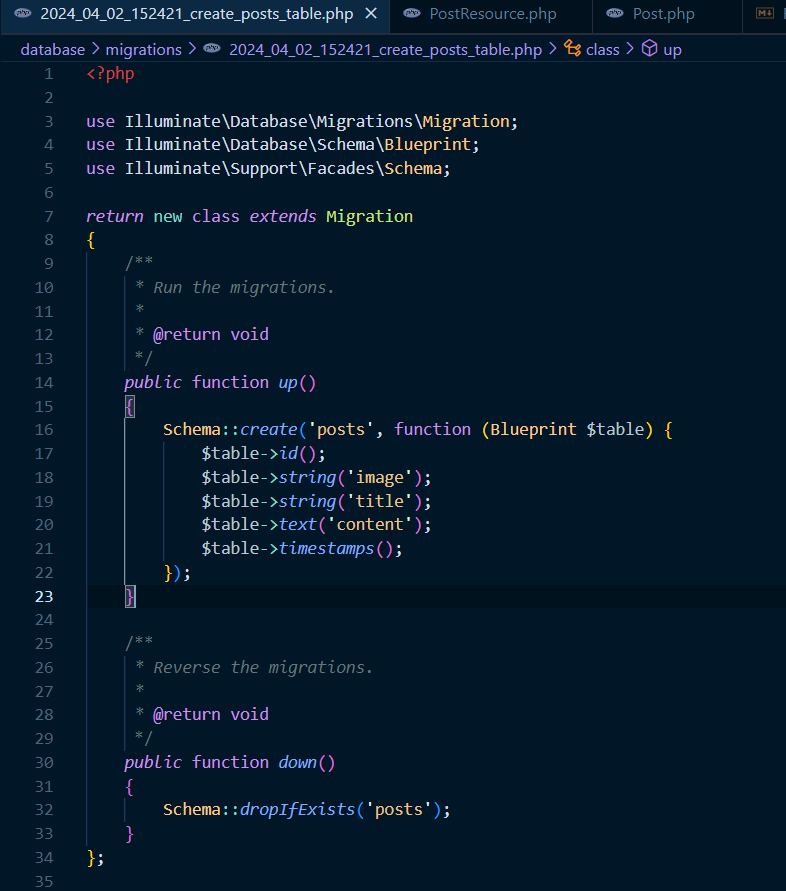 2024_04_02_152421_create_posts_table.php PostResource.php Post.php
database > migrations > 2024_04_02_152421_create_posts_table.php > class > up
1 <?php
2
3 use Illuminate\Database\Migrations\Migration;
4 use Illuminate\Database\Schema\Blueprint;
5 use Illuminate\Support\Facades\Schema;
6
7 return new class extends Migration
8 {
9     /**
10      * Run the migrations.
11      *
12      * @return void
13      */
14     public function up()
15     {
16         Schema::create('posts', function (Blueprint $table) {
17             $table->id();
18             $table->string('image');
19             $table->string('title');
20             $table->text('content');
21             $table->timestamps();
22         });
23     }
24
25     /**
26      * Reverse the migrations.
27      *
28      * @return void
29      */
30     public function down()
31     {
32         Schema::dropIfExists('posts');
33     }
34 };
35